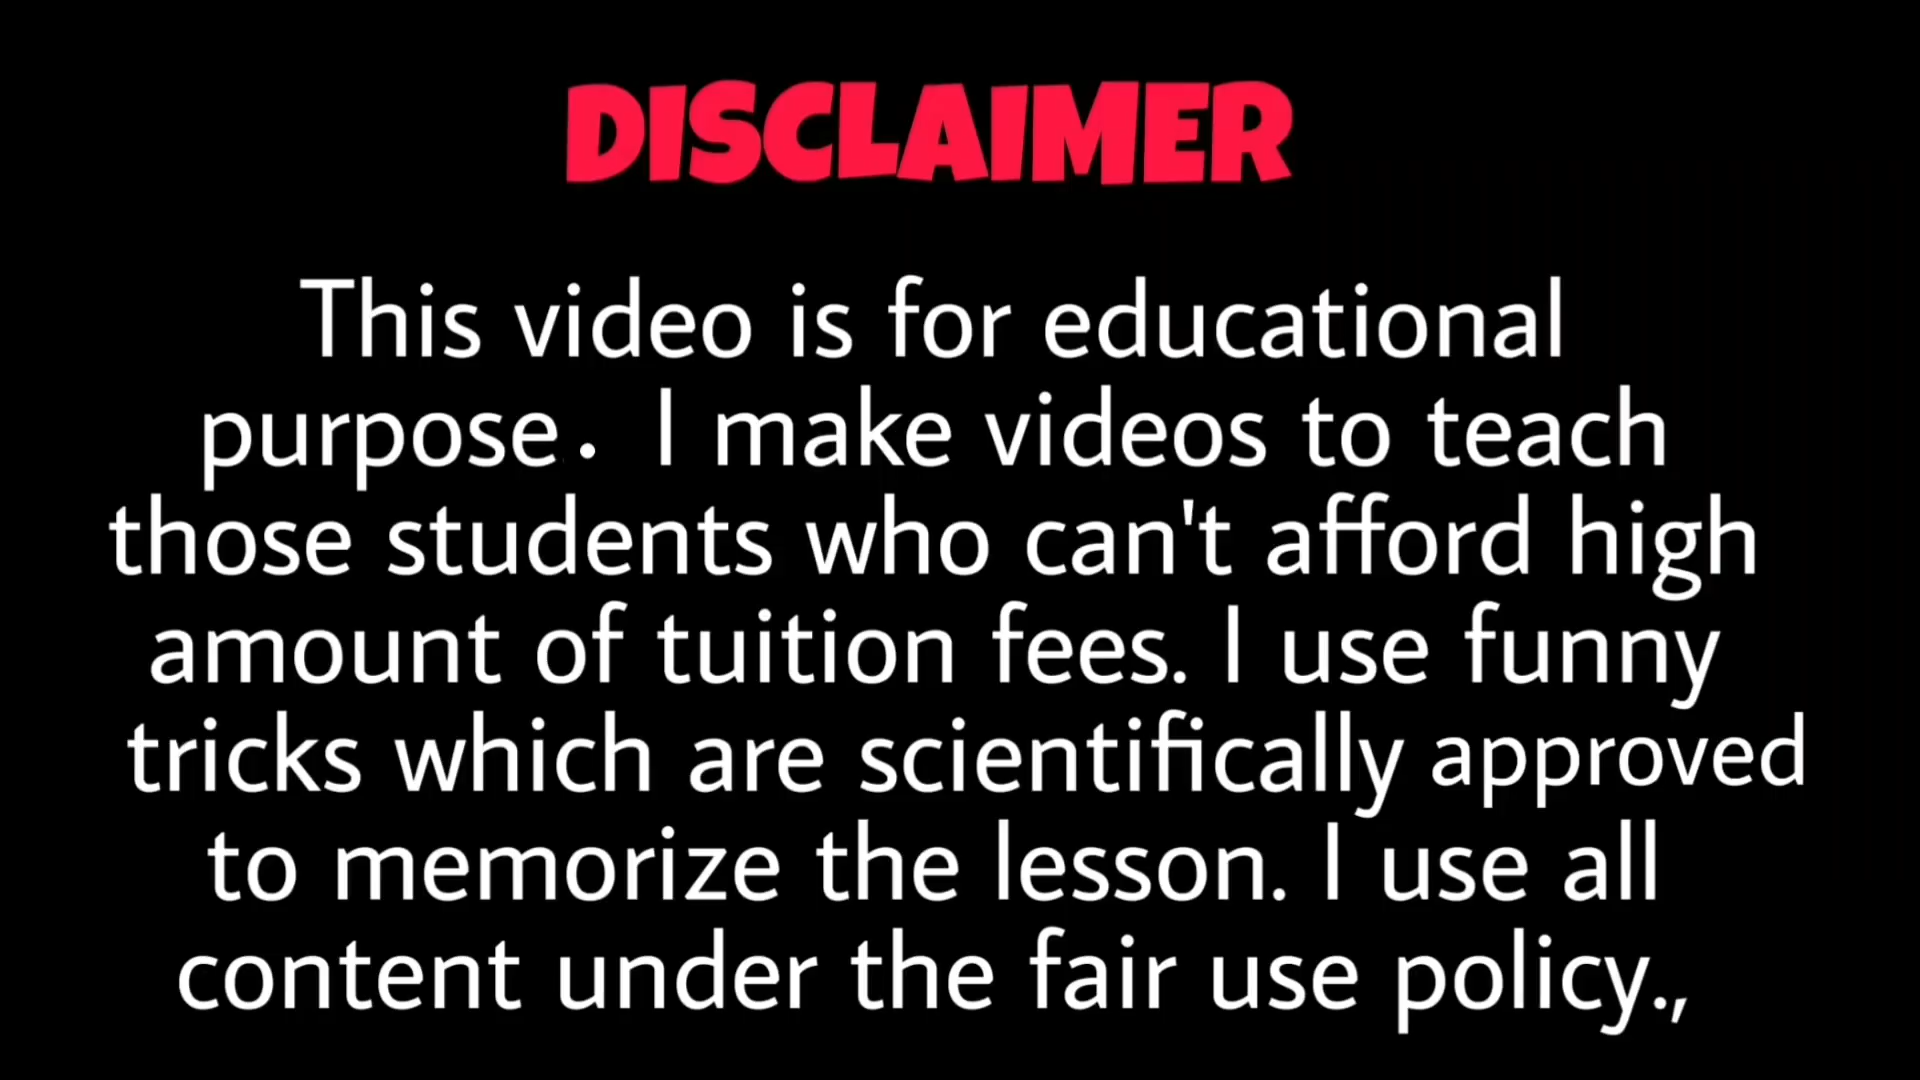 DISCLAIMER
This video is for educational
purpose. I make videos to teach
those students who can't afford high
amount of tuition fees. I use funny
tricks which are scientifically approved
to memorize the lesson. I use all
content under the fair use policy.,